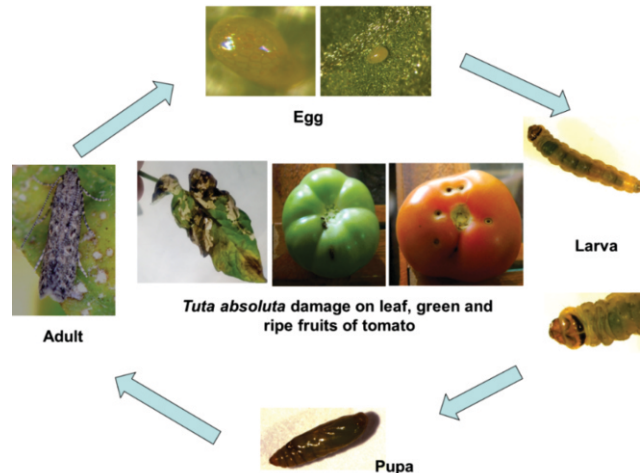 Egg
Larva
Tuta absoluta damage on leaf, green and
ripe fruits of tomato
Adult
Pupa